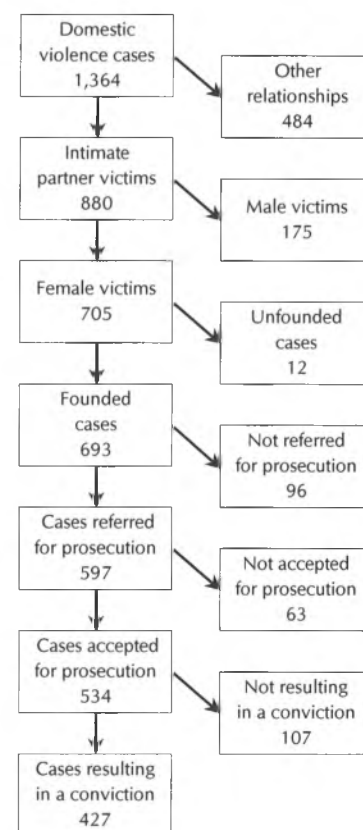 Domestic
violence cases
1,364
Other
relationships
484
Intimate
partner victims
880
Male victims
175
Female victims
705
Unfounded
cases
12
Founded
cases
693
Not referred
for prosecution
96
Cases referred
for prosecution
597
Not accepted
for prosecution
63
Cases accepted
for prosecution
534
Not resulting
in a conviction
107
Cases resulting
in a conviction
427